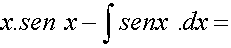 x.sen x − ∫ senx .dx =